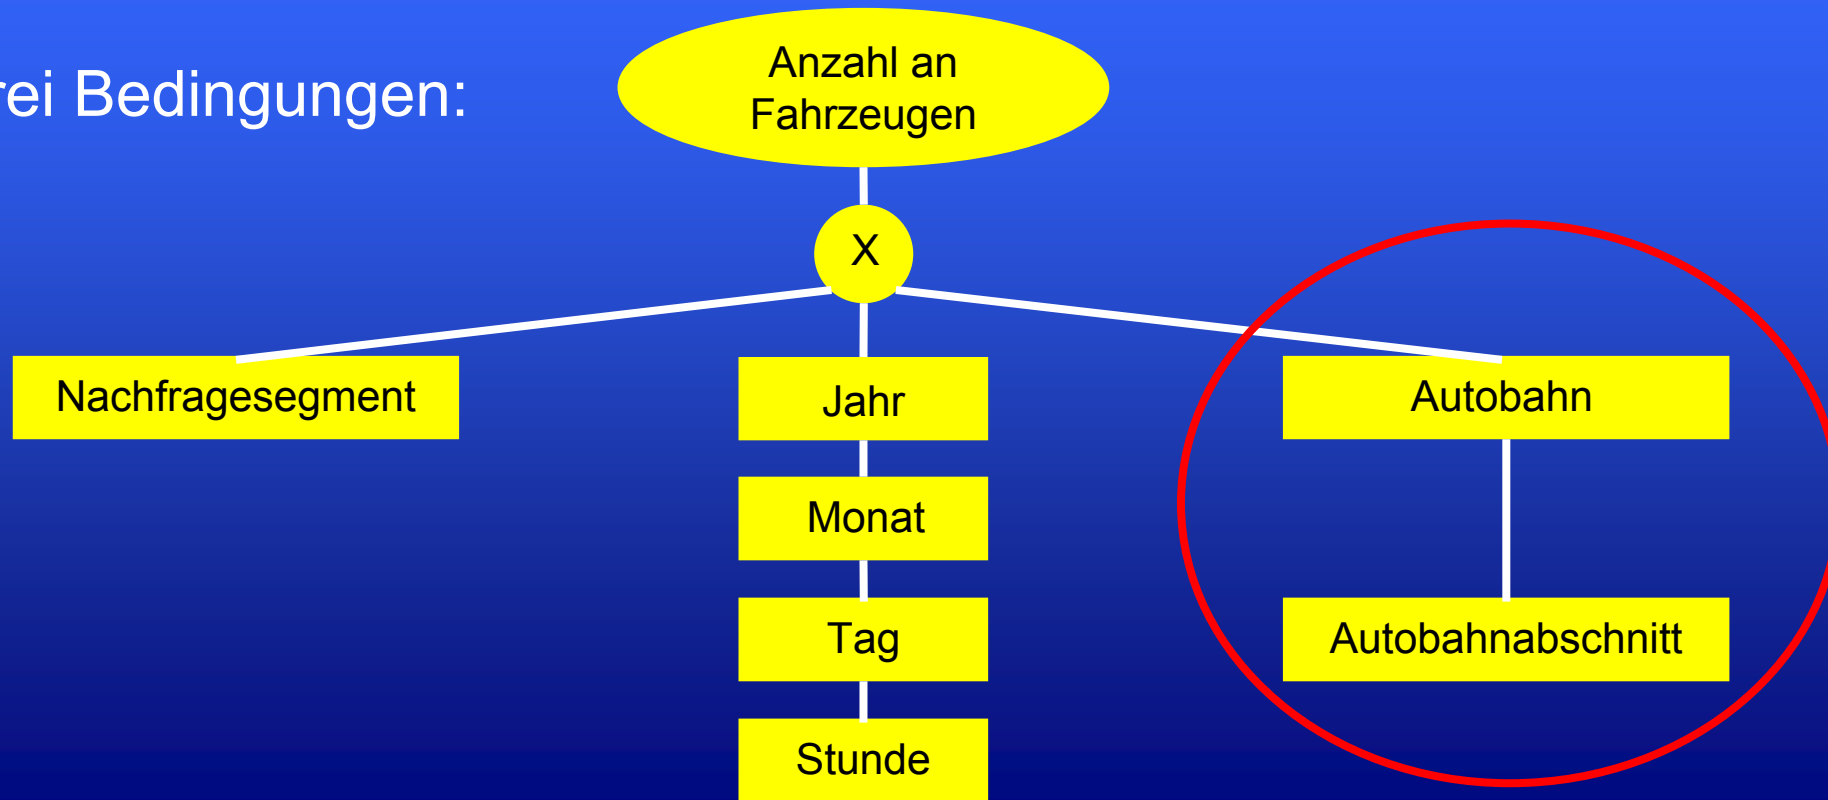 rei Bedingungen:
Anzahl an
Fahrzeugen
X
Nachfragesegment
Jahr
Autobahn
Monat
Tag
Autobahnabschnitt
Stunde